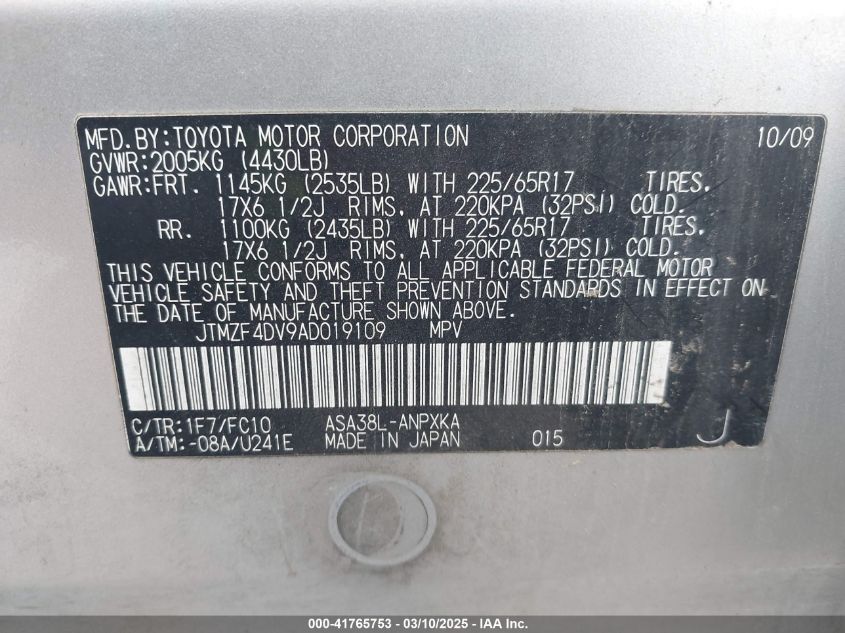 MFD.BY:TOYOTA MOTOR CORPORATION 10/09
GVWR:2005KG (4430LB)
GAWR:FRT. 1145KG (2535LB) WITH 225/65R17 TIRES,
17X6 1/2J RIMS, AT 220KPA (32PSI) COLD.
RR. 1100KG (2435LB) WITH 225/65R17 TIRES,
17X6 1/2J RIMS, AT 220KPA (32PSI) COLD.
THIS VEHICLE CONFORMS TO ALL APPLICABLE FEDERAL MOTOR
VEHICLE SAFETY AND THEFT PREVENTION STANDARDS IN EFFECT ON
THE DATE OF MANUFACTURE SHOWN ABOVE.
JTMZF4DV9AD019109 MPV
C/TR:1F7/FC10 ASA38L-ANPXKA
A/TM:-08A/U241E MADE IN JAPAN 015 J
000-41765753 - 03/10/2025 - IAA Inc.